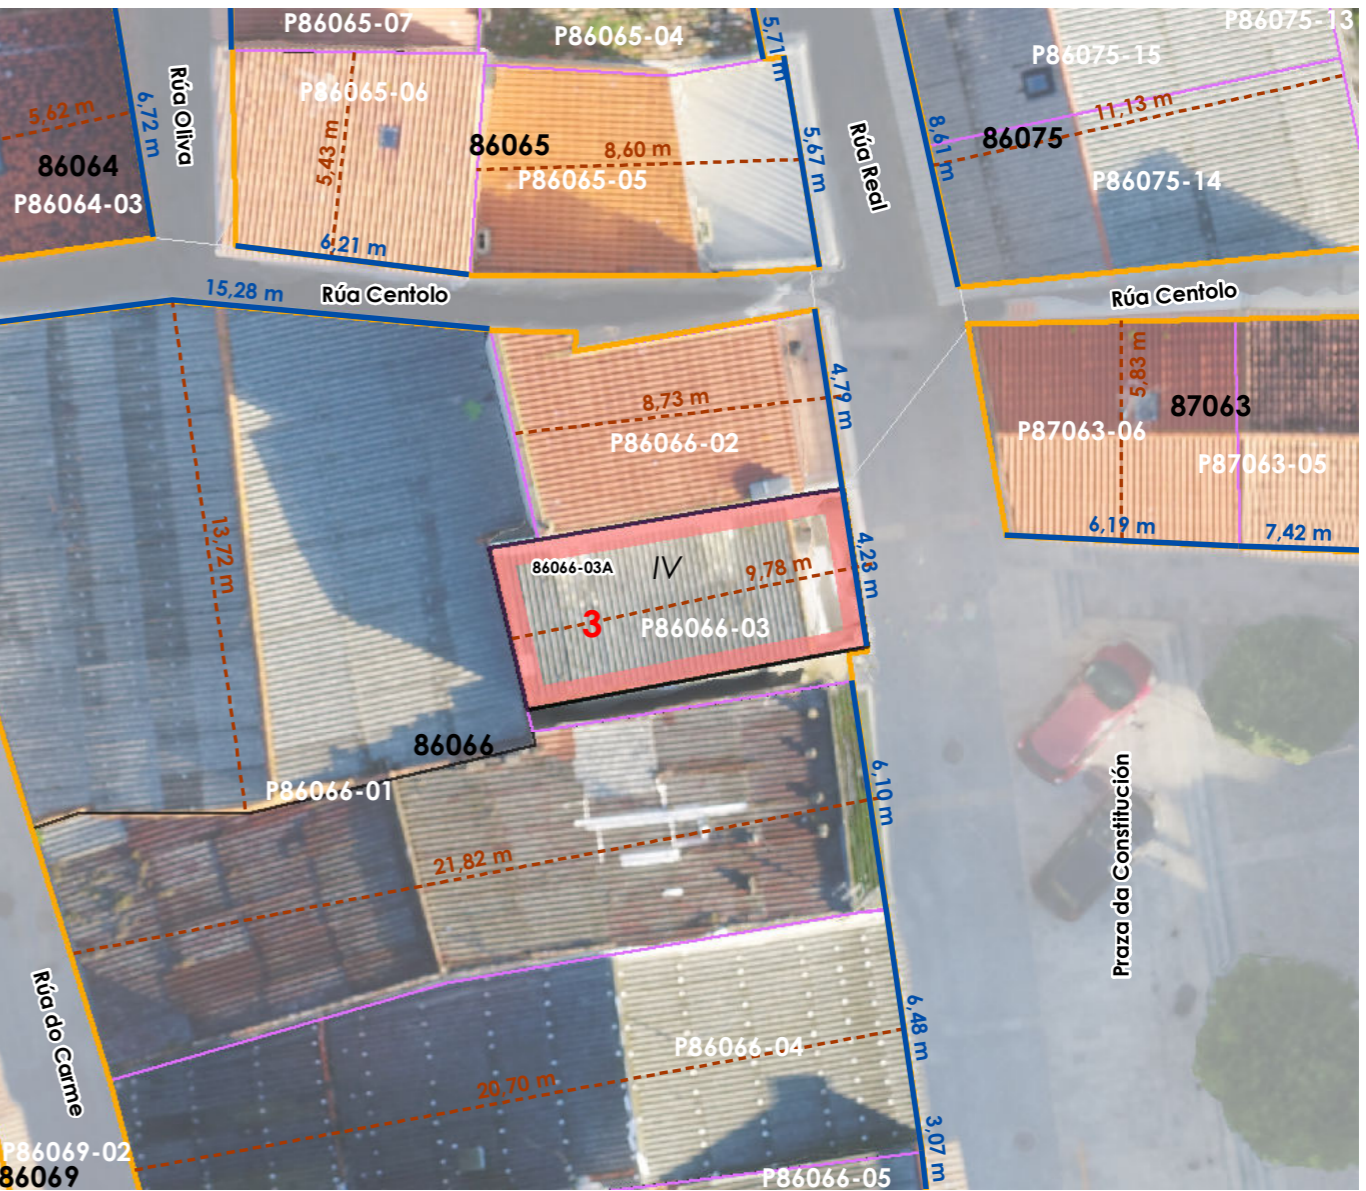 P86065-07
P86065-04
5,71 m
P86075-13
P86075-15
5,62 m
6,72 m
Rúa Oliva
P86065-06
5,43 m
86065
8,60 m
P86065-05
5,67 m
Rúa Real
8,61 m
86075
11,13 m
P86075-14
86064
P86064-03
6,21 m
15,28 m
Rúa Centolo
Rúa Centolo
8,73 m
P86066-02
4,79 m
5,83 m
87063
P87063-06
P87063-05
6,19 m
7,42 m
13,72 m
86066-03A
IV
9,78 m
4,23 m
3
P86066-03
86066
P86066-01
6,10 m
Praza da Constitución
21,82 m
Rúa do Carme
6,48 m
P86066-04
20,70 m
3,07 m
P86069-02
86069
P86066-05